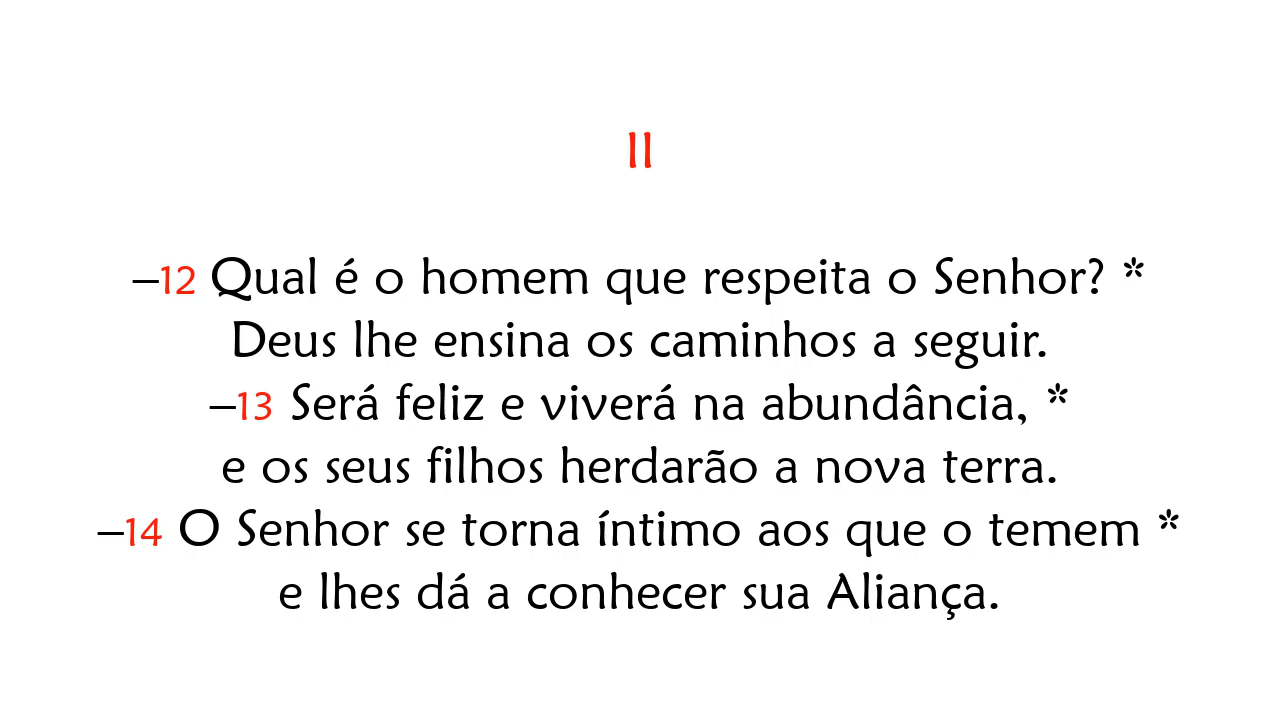 II
–12 Qual é o homem que respeita o Senhor? *
Deus lhe ensina os caminhos a seguir.
–13 Será feliz e viverá na abundância, *
e os seus filhos herdarão a nova terra.
–14 O Senhor se torna íntimo aos que o temem *
e lhes dá a conhecer sua Aliança.